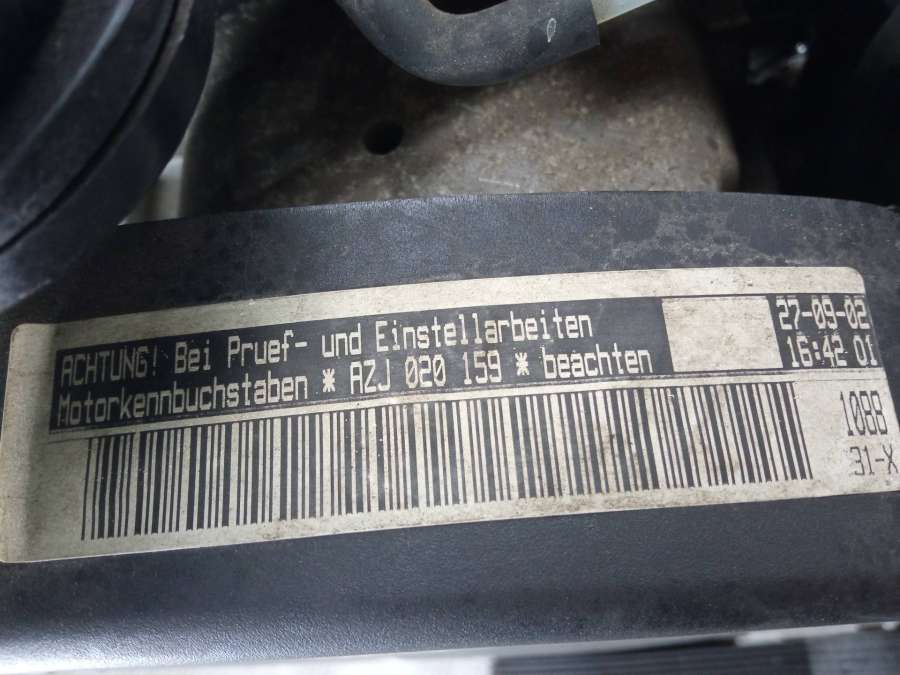 ACHTUNG! Bei Pruef- und Einstellarbeiten
Motorkennbuchstaben * AZJ 020 159 * beachten
27-09-02
16:42 01
1088
31-X